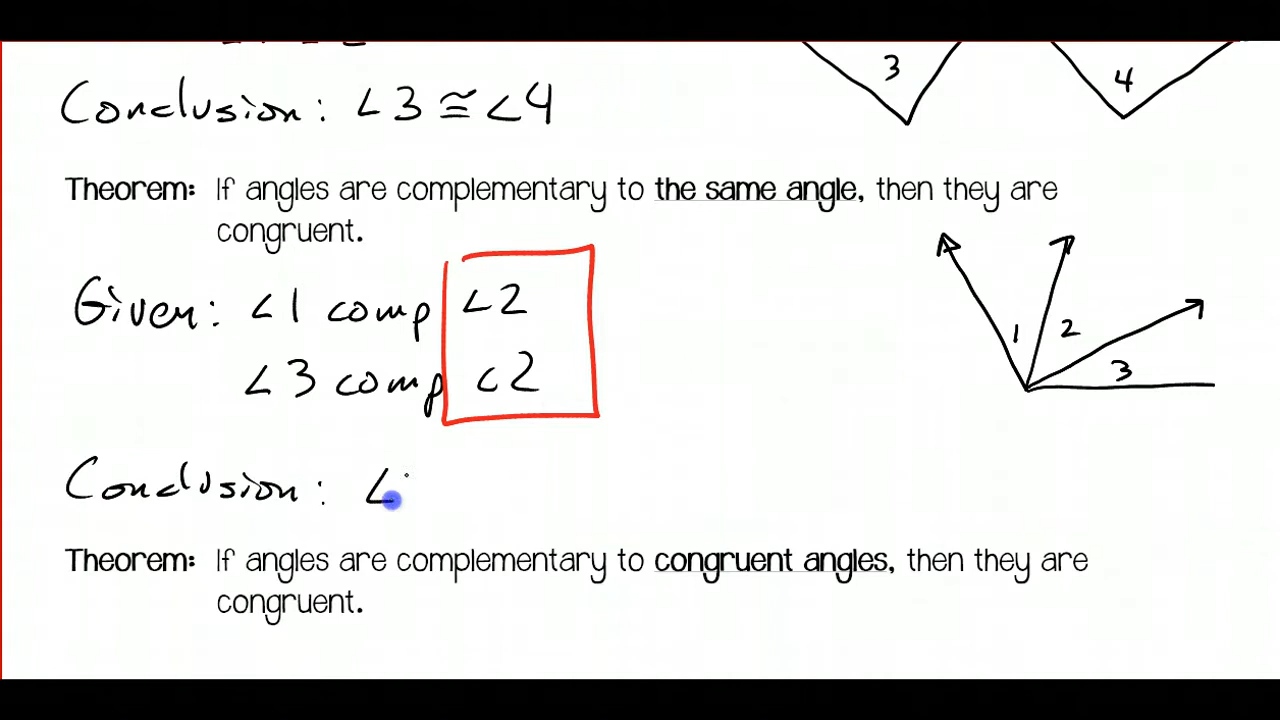 3 4
Conclusion: ∠3 ≅ ∠4
Theorem: If angles are complementary to the same angle, then they are
congruent.
Given: ∠1 comp ∠2
∠3 comp ∠2
1 2
3
Conclusion: ∠
Theorem: If angles are complementary to congruent angles, then they are
congruent.